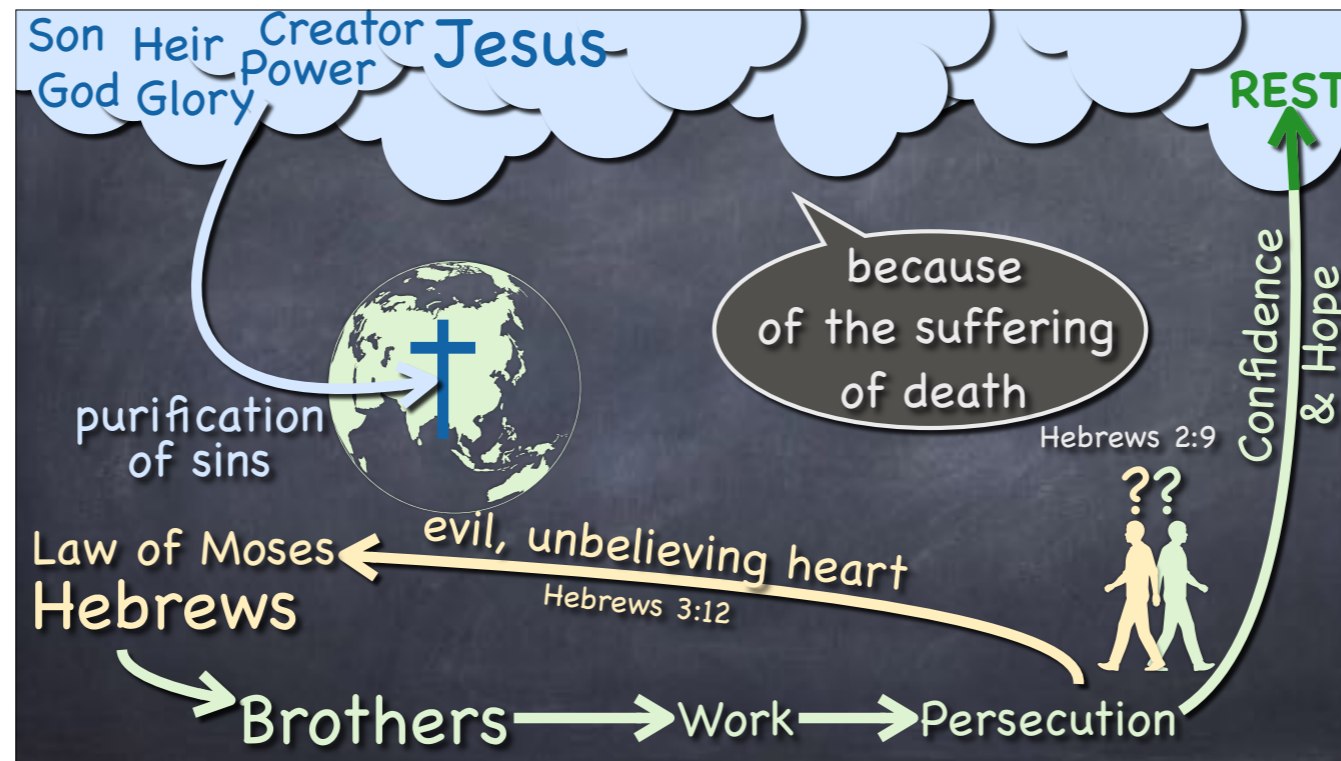 Son Heir Creator Jesus
God Glory Power
REST
because
of the suffering
of death
Hebrews 2:9
Confidence
& Hope
purification
of sins
??
evil, unbelieving heart
Hebrews 3:12
Law of Moses
Hebrews
Brothers Work Persecution